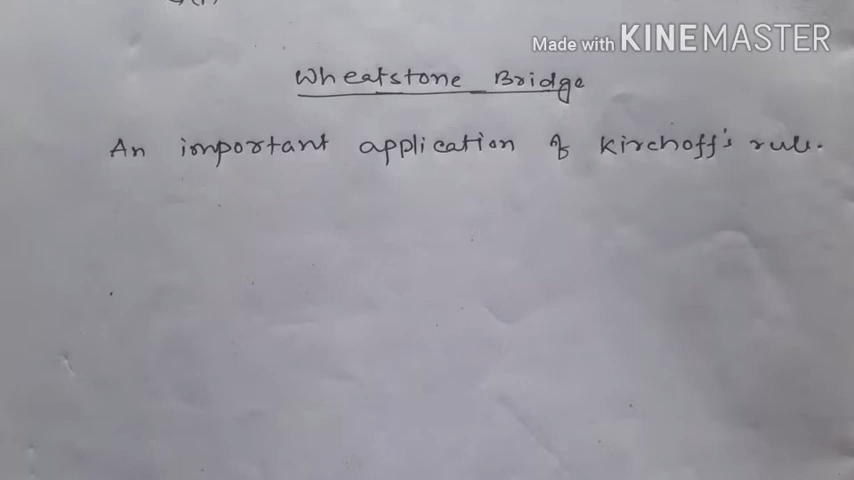 Made with KINEMASTER
Wheatstone Bridge
An important application of Kirchoff's rule.